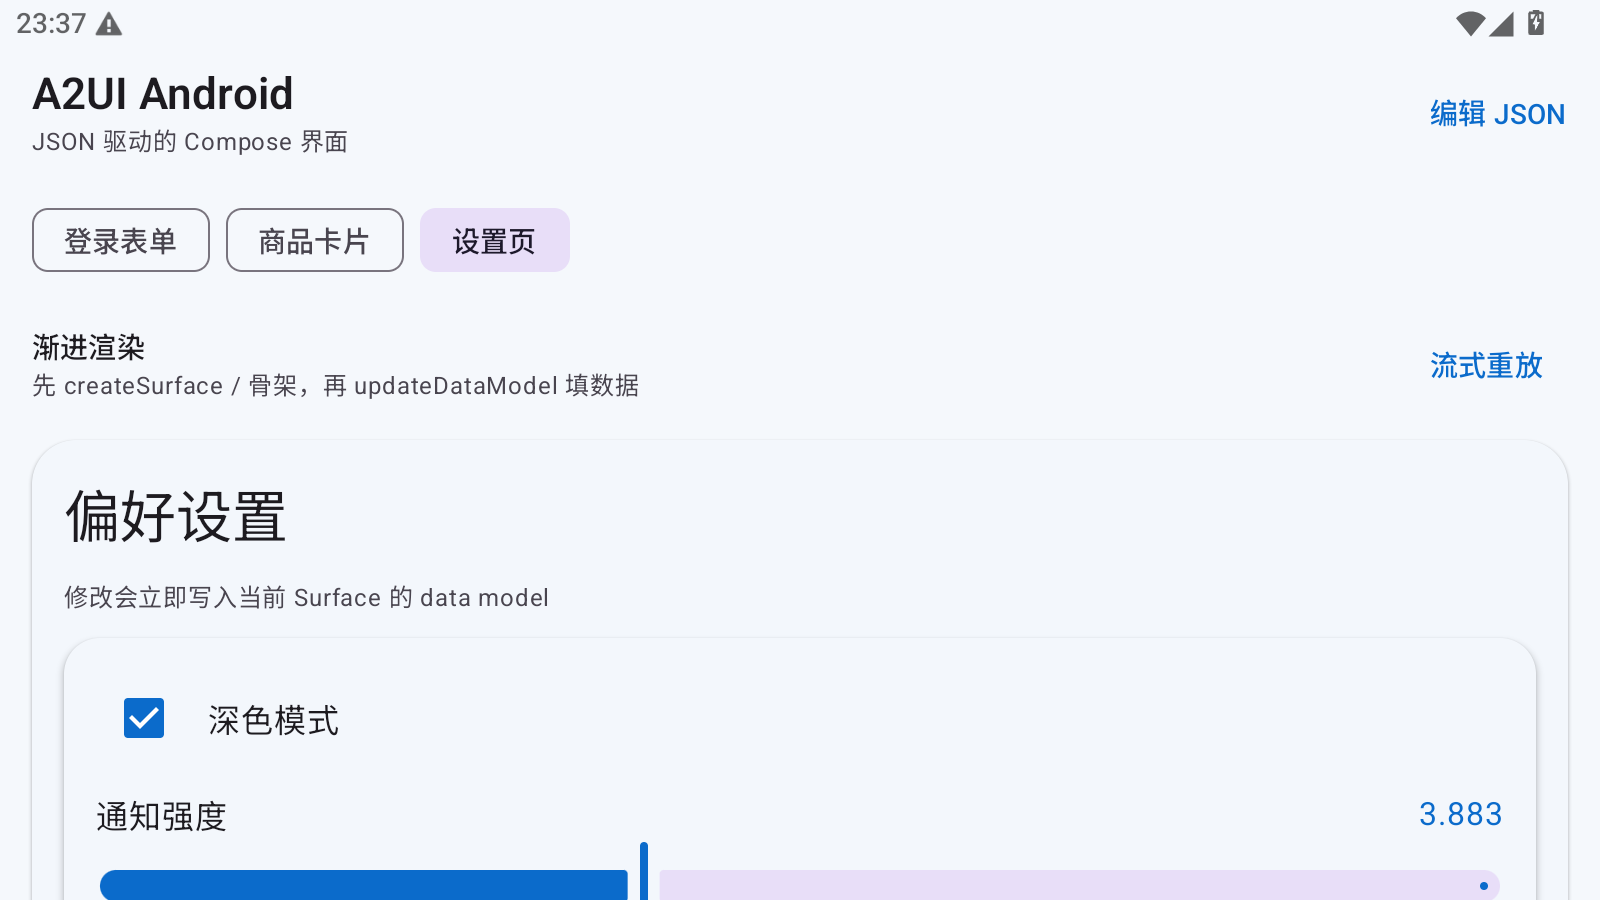 23:37
A2UI Android
JSON 驱动的 Compose 界面
编辑 JSON
登录表单
商品卡片
设置页
渐进渲染
先 createSurface / 骨架，再 updateDataModel 填数据
流式重放
偏好设置
修改会立即写入当前 Surface 的 data model
深色模式
通知强度
3.883